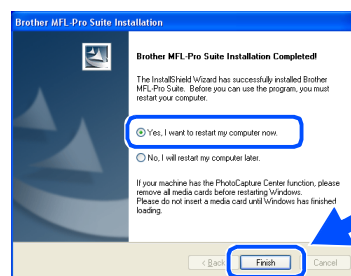 Brother MFL-Pro Suite Installation
Brother MFL-Pro Suite Installation Completed!
The InstallShield Wizard has successfully installed Brother
MFL-Pro Suite. Before you can use the program, you must
restart your computer.
Yes, I want to restart my computer now.
No, I will restart my computer later.
If your machine has the PhotoCapture Center function, please
remove all media cards before restarting Windows.
Please do not insert a media card until Windows has finished
loading.
< Back Finish Cancel